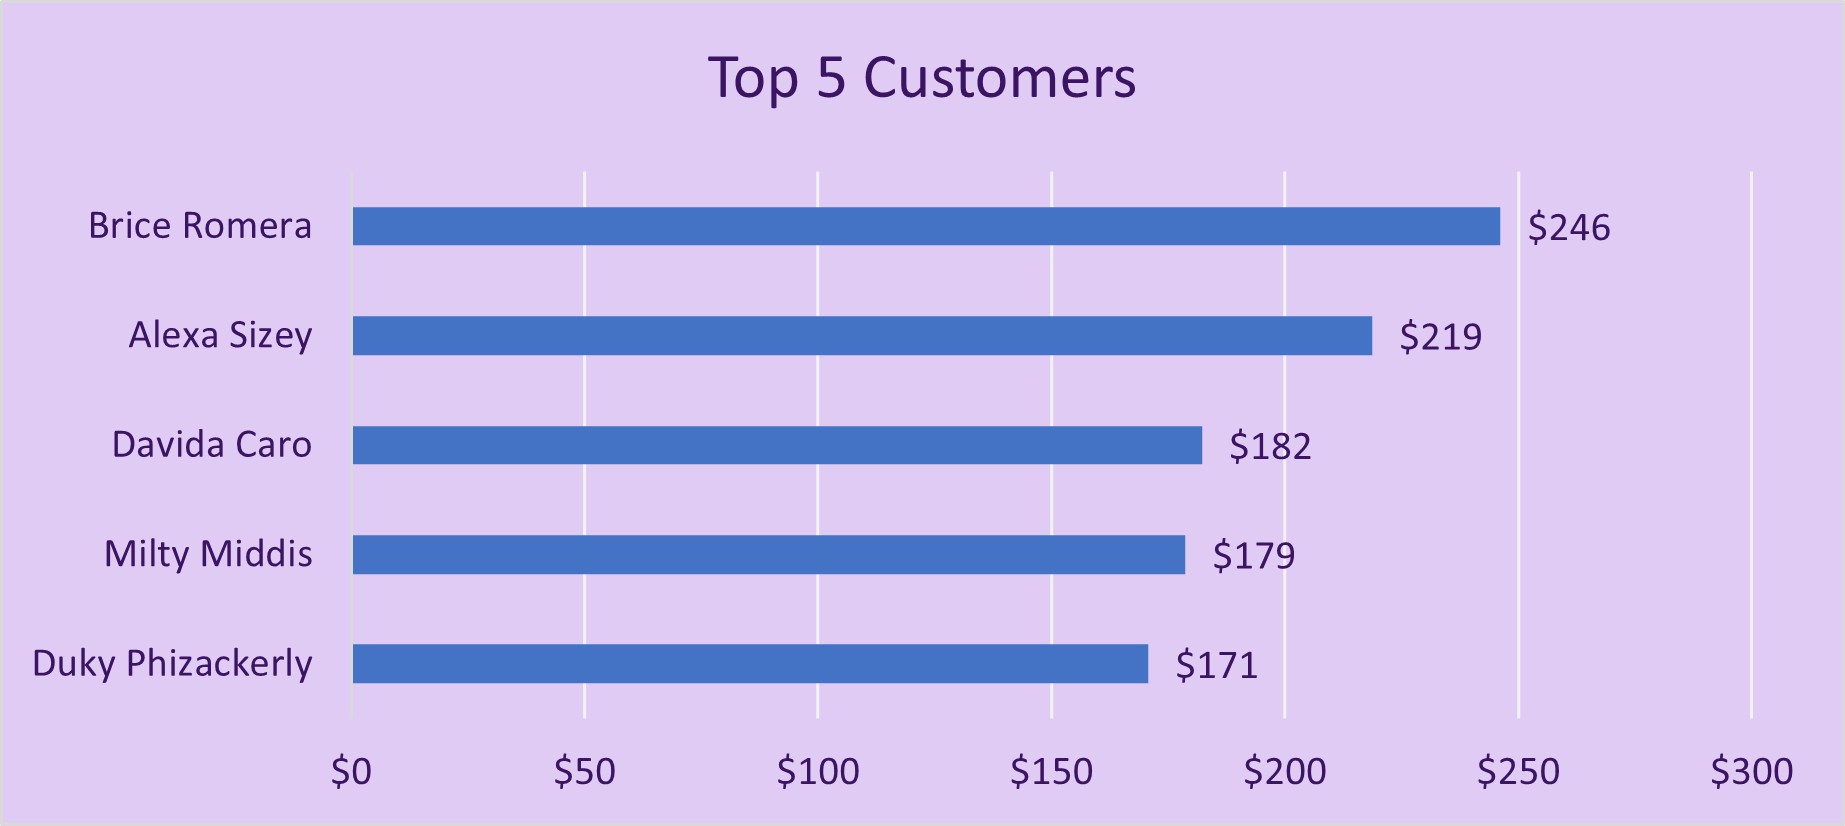 Top 5 Customers
Brice Romera $246
Alexa Sizey $219
Davida Caro $182
Milty Middis $179
Duky Phizackerly $171
$0 $50 $100 $150 $200 $250 $300